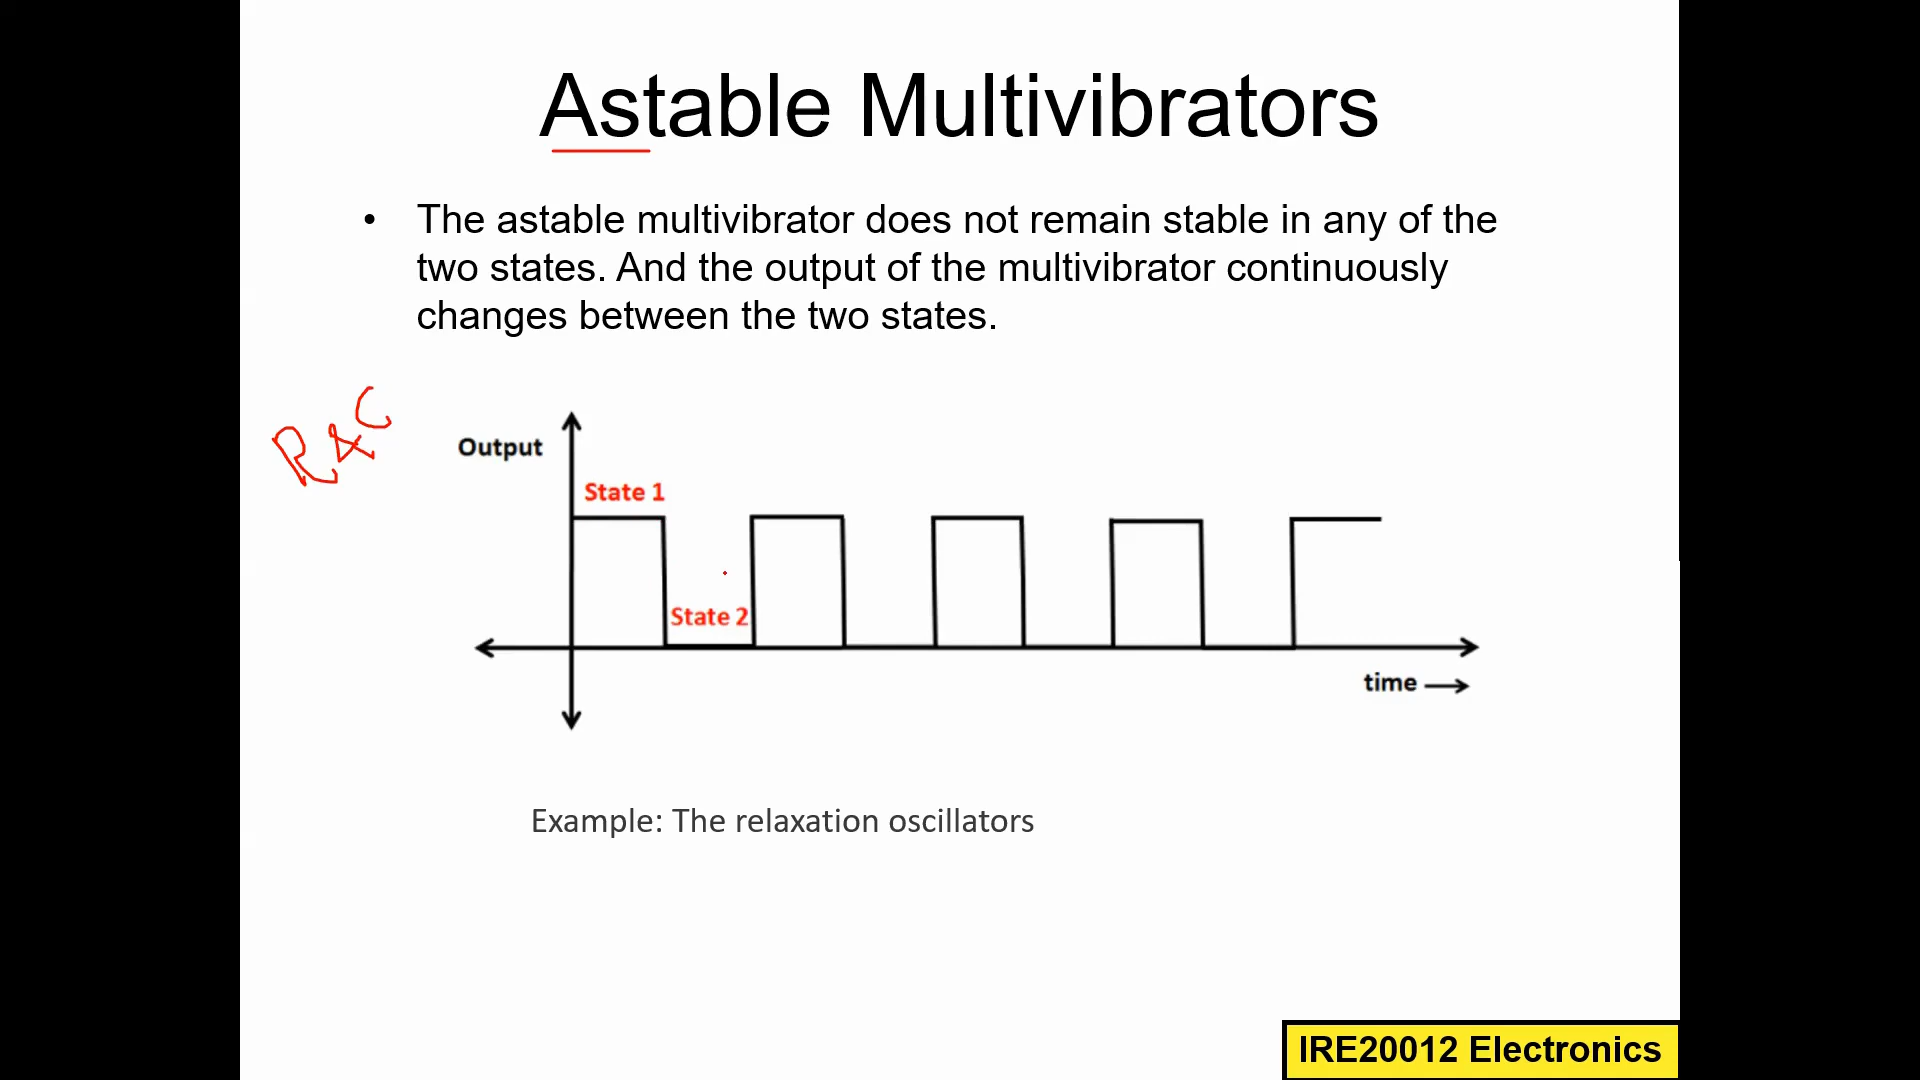 Astable Multivibrators
• The astable multivibrator does not remain stable in any of the
two states. And the output of the multivibrator continuously
changes between the two states.
R & C
Output
State 1
State 2
time
Example: The relaxation oscillators
IRE20012 Electronics